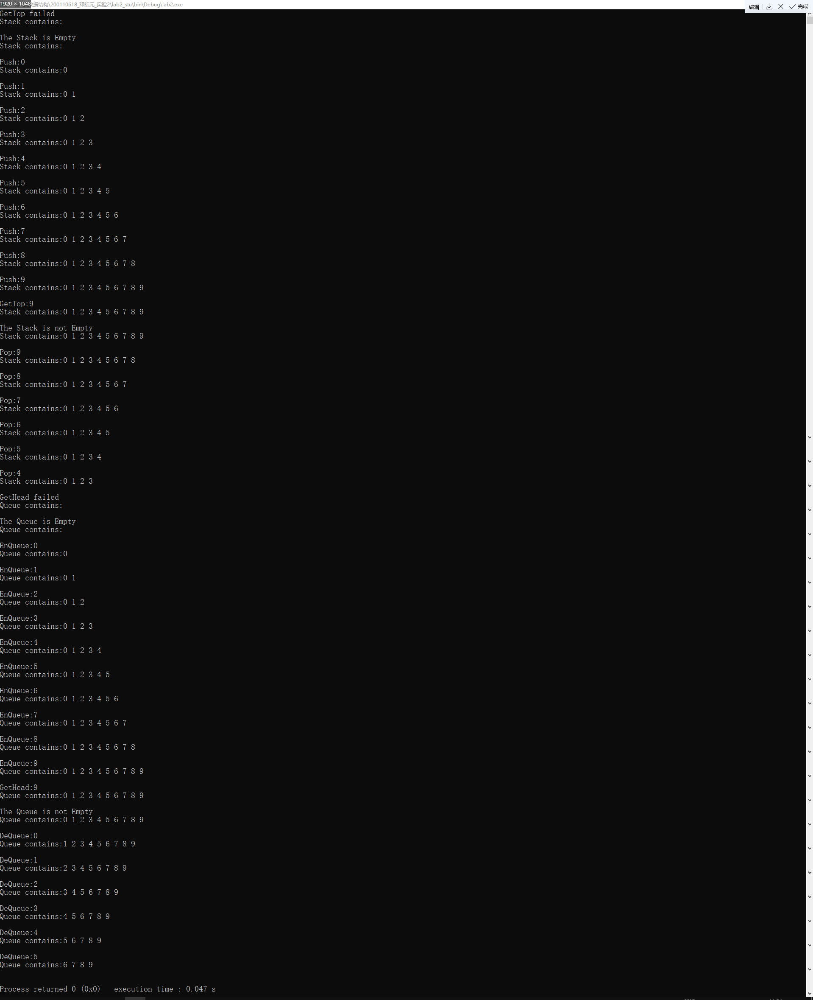 1920 × 1048
据结构\200110618_邓皓元_实验2\lab2_stu\bin\Debug\lab2.exe
编辑 完成
GetTop failed
Stack contains:
The Stack is Empty
Stack contains:
Push:0
Stack contains:0
Push:1
Stack contains:0 1
Push:2
Stack contains:0 1 2
Push:3
Stack contains:0 1 2 3
Push:4
Stack contains:0 1 2 3 4
Push:5
Stack contains:0 1 2 3 4 5
Push:6
Stack contains:0 1 2 3 4 5 6
Push:7
Stack contains:0 1 2 3 4 5 6 7
Push:8
Stack contains:0 1 2 3 4 5 6 7 8
Push:9
Stack contains:0 1 2 3 4 5 6 7 8 9
GetTop:9
Stack contains:0 1 2 3 4 5 6 7 8 9
The Stack is not Empty
Stack contains:0 1 2 3 4 5 6 7 8 9
Pop:9
Stack contains:0 1 2 3 4 5 6 7 8
Pop:8
Stack contains:0 1 2 3 4 5 6 7
Pop:7
Stack contains:0 1 2 3 4 5 6
Pop:6
Stack contains:0 1 2 3 4 5
Pop:5
Stack contains:0 1 2 3 4
Pop:4
Stack contains:0 1 2 3
GetHead failed
Queue contains:
The Queue is Empty
Queue contains:
EnQueue:0
Queue contains:0
EnQueue:1
Queue contains:0 1
EnQueue:2
Queue contains:0 1 2
EnQueue:3
Queue contains:0 1 2 3
EnQueue:4
Queue contains:0 1 2 3 4
EnQueue:5
Queue contains:0 1 2 3 4 5
EnQueue:6
Queue contains:0 1 2 3 4 5 6
EnQueue:7
Queue contains:0 1 2 3 4 5 6 7
EnQueue:8
Queue contains:0 1 2 3 4 5 6 7 8
EnQueue:9
Queue contains:0 1 2 3 4 5 6 7 8 9
GetHead:9
Queue contains:0 1 2 3 4 5 6 7 8 9
The Queue is not Empty
Queue contains:0 1 2 3 4 5 6 7 8 9
DeQueue:0
Queue contains:1 2 3 4 5 6 7 8 9
DeQueue:1
Queue contains:2 3 4 5 6 7 8 9
DeQueue:2
Queue contains:3 4 5 6 7 8 9
DeQueue:3
Queue contains:4 5 6 7 8 9
DeQueue:4
Queue contains:5 6 7 8 9
DeQueue:5
Queue contains:6 7 8 9
Process returned 0 (0x0)   execution time : 0.047 s